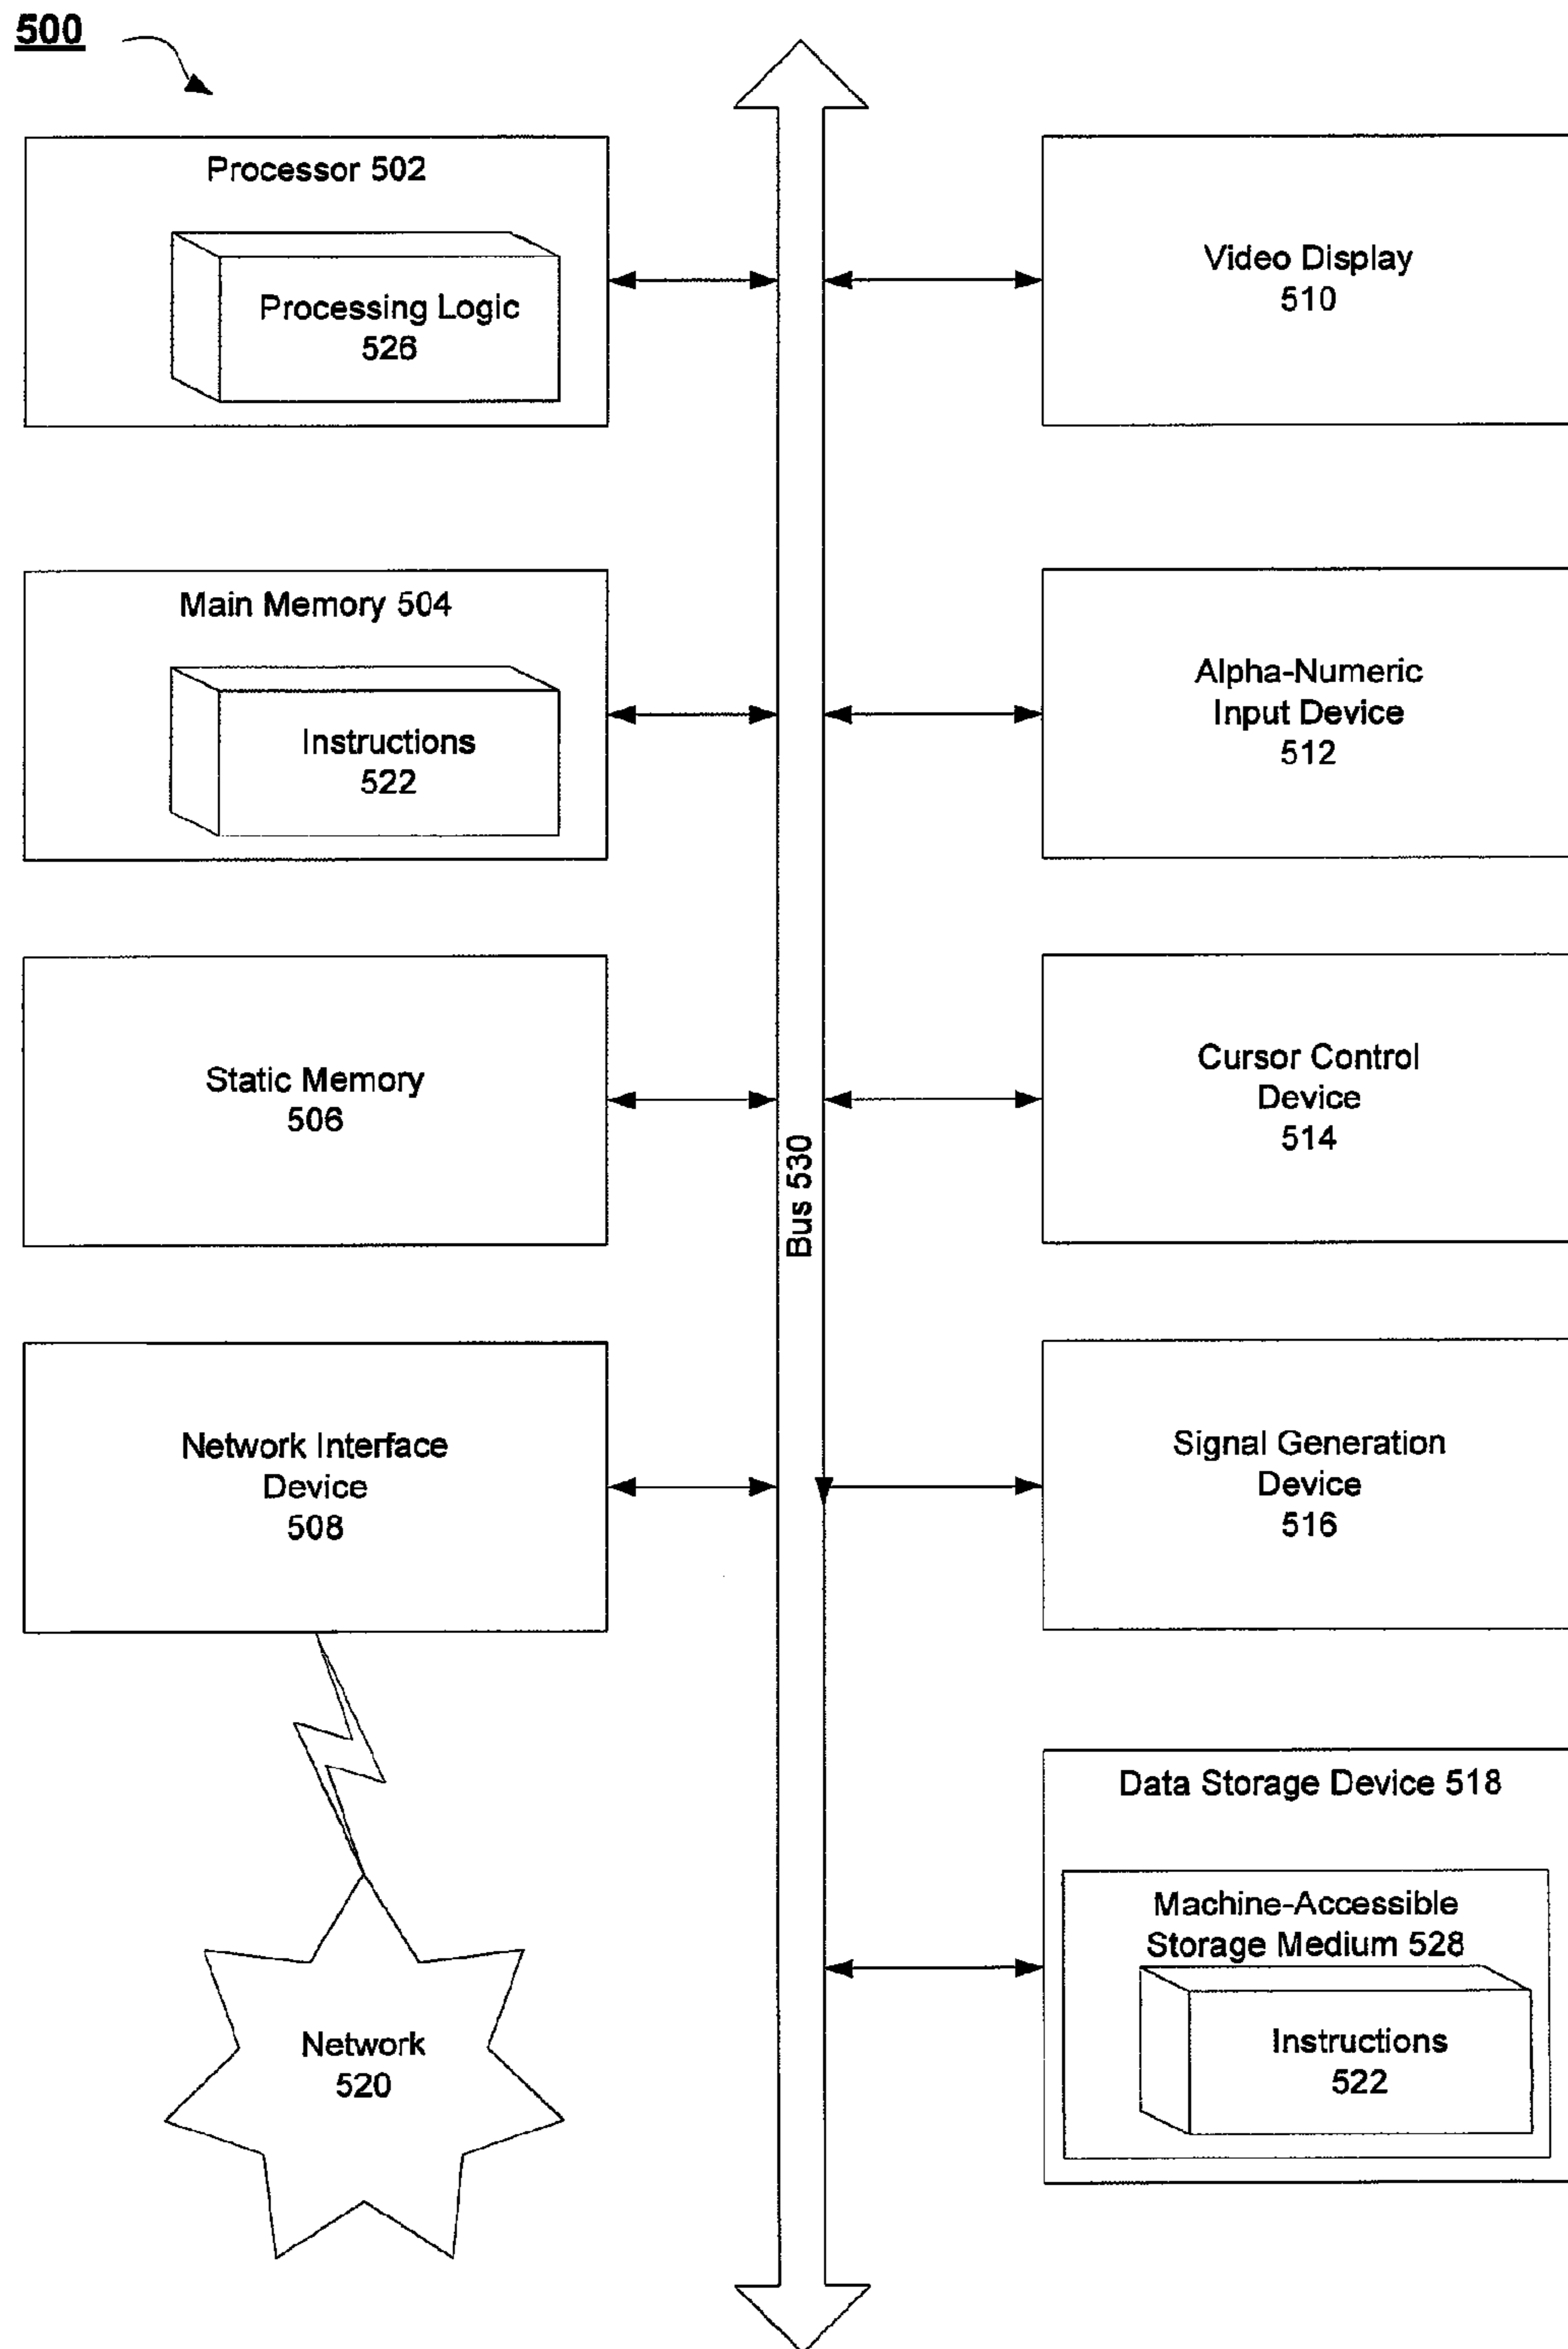 500
Processor 502
Processing Logic
526
Main Memory 504
Instructions
522
Static Memory
506
Network Interface
Device
508
Network
520
Bus 530
Video Display
510
Alpha-Numeric
Input Device
512
Cursor Control
Device
514
Signal Generation
Device
516
Data Storage Device 518
Machine-Accessible
Storage Medium 528
Instructions
522